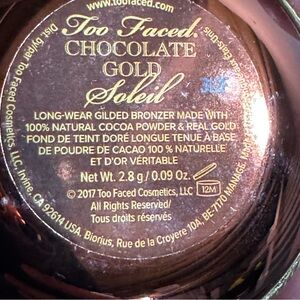 www.toofaced.com
Too Faced.
CHOCOLATE
GOLD
Soleil
LONG-WEAR GILDED BRONZER MADE WITH
100% NATURAL COCOA POWDER & REAL GOLD
FOND DE TEINT DORÉ LONGUE TENUE À BASE
DE POUDRE DE CACAO 100 % NATURELLE
ET D'OR VÉRITABLE
Net Wt. 2.8 g / 0.09 Oz.
12M
© 2017 Too Faced Cosmetics, LLC
All Rights Reserved/
Tous droits réservés
Dist. by/par Too Faced Cosmetics, LLC, Irvine, CA 92614 USA. Biorius, Rue de la Croyere 10A, BE-7170 MANAGE